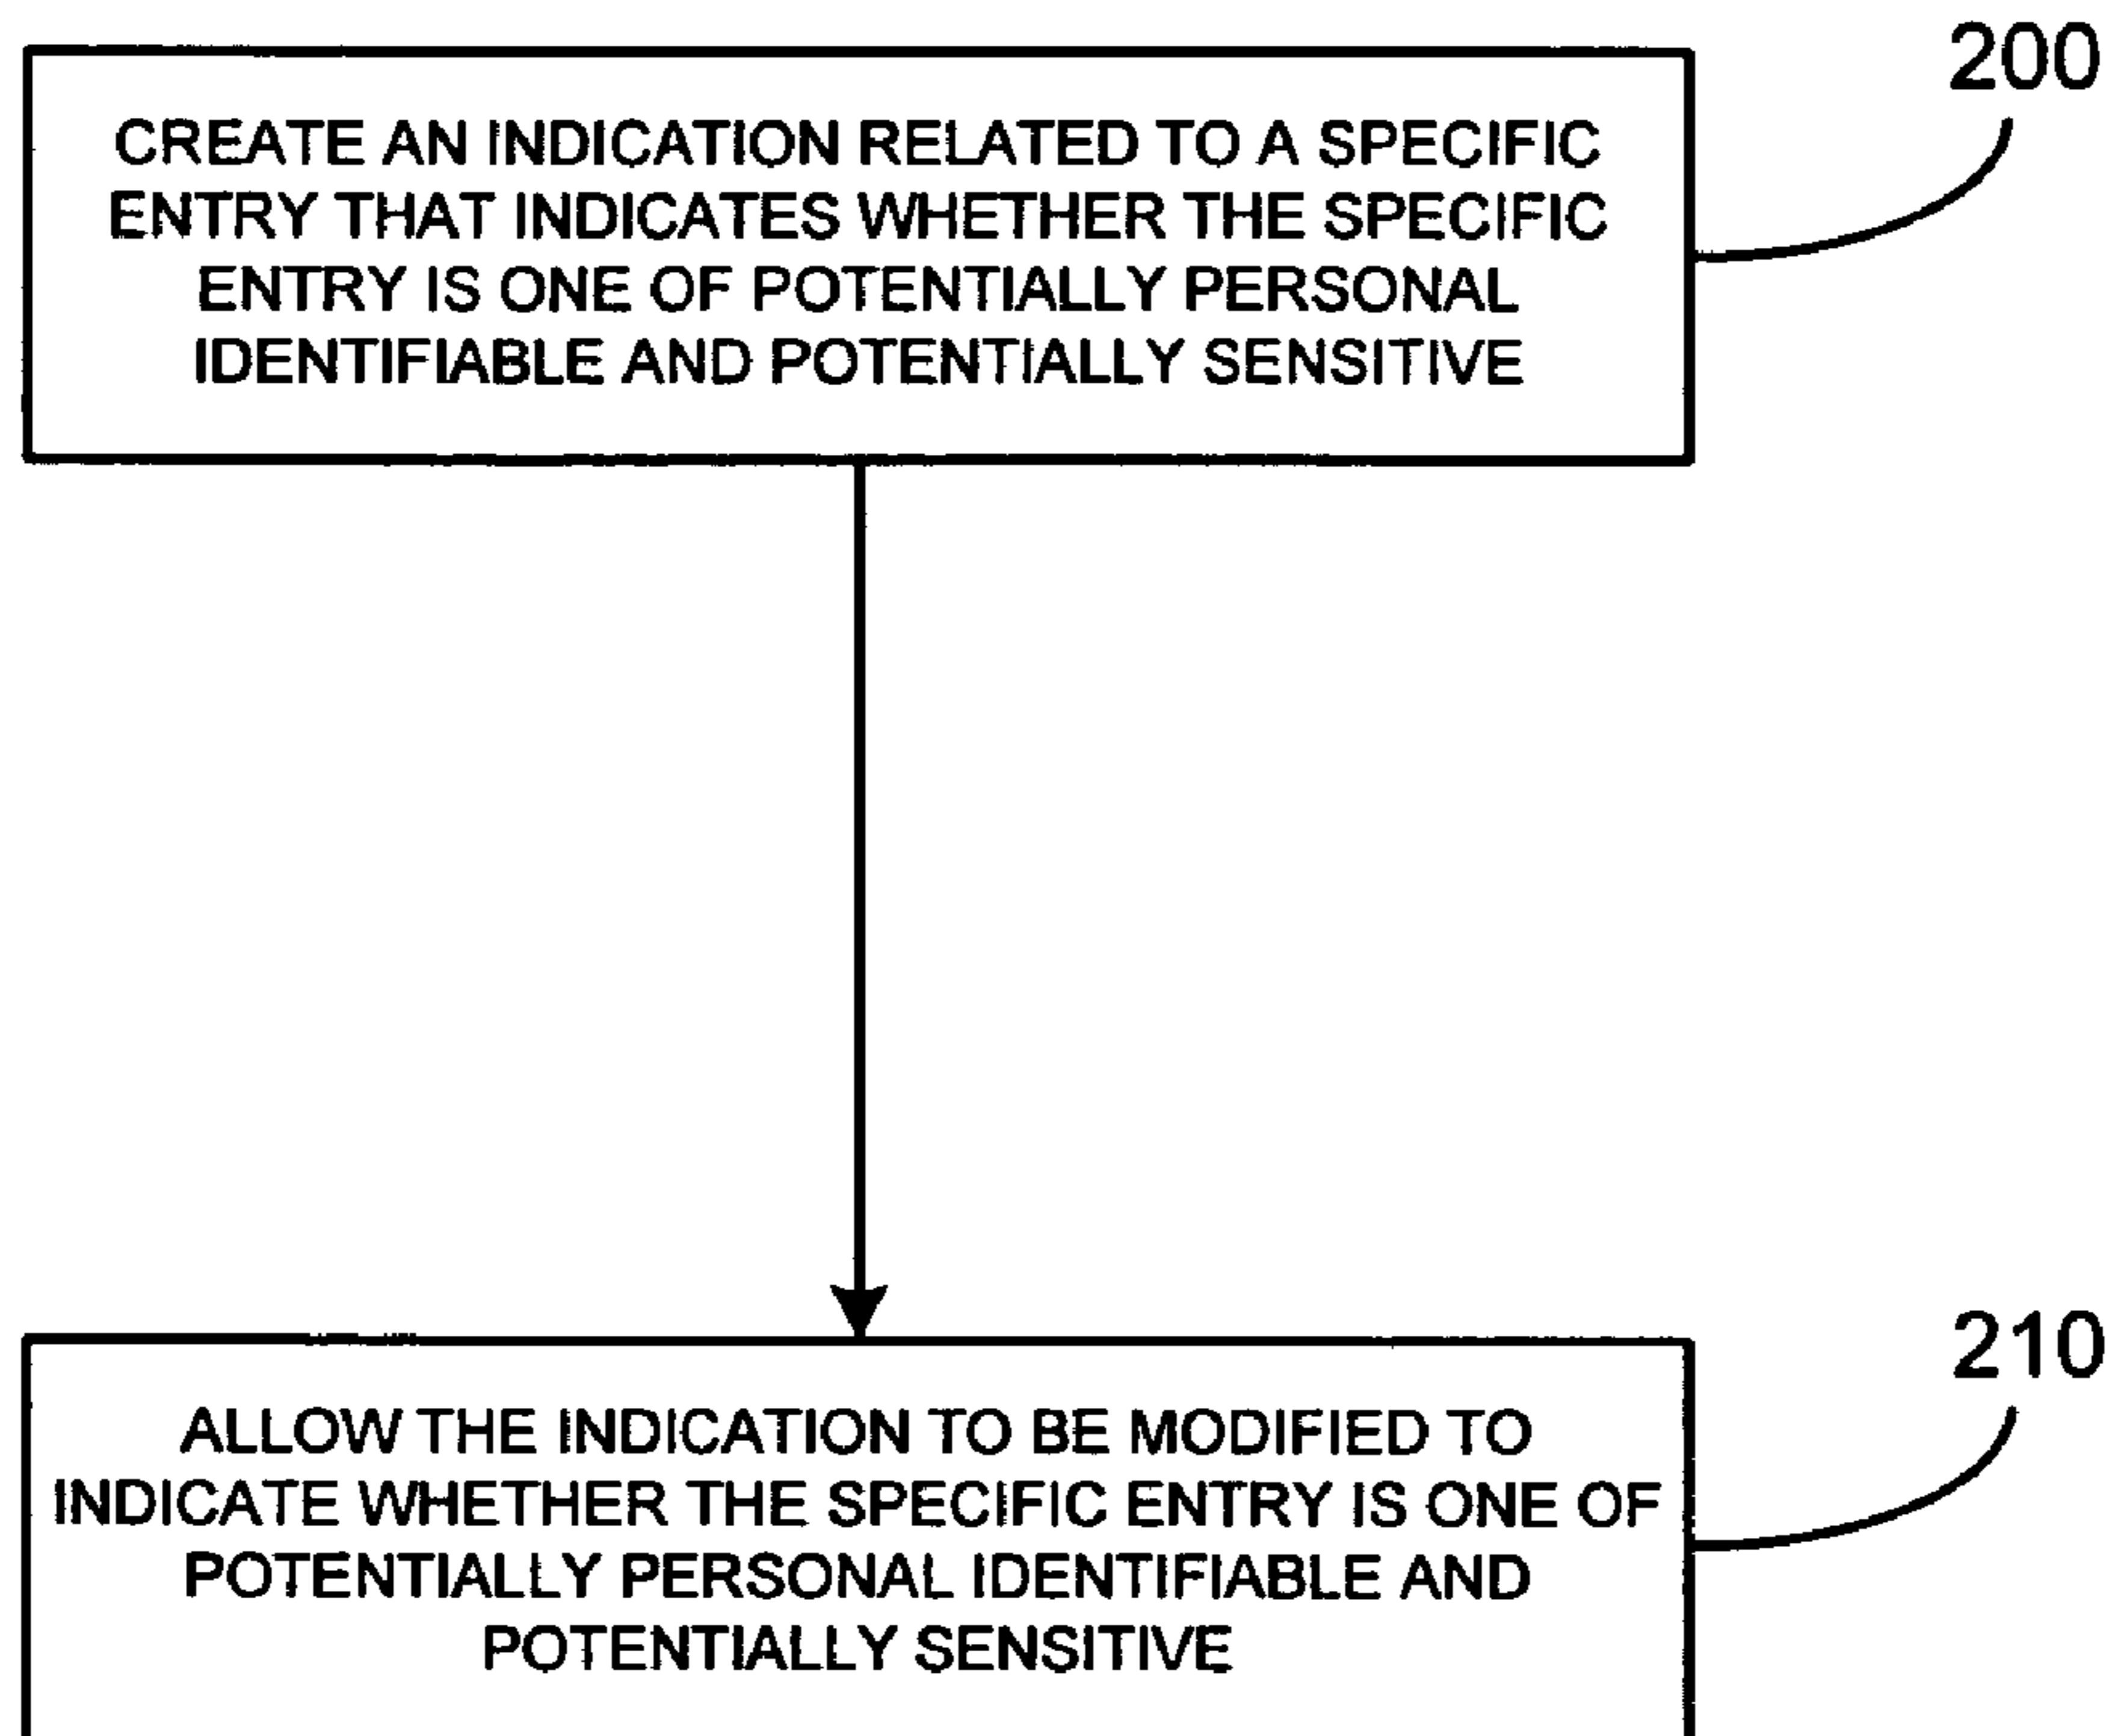 200
CREATE AN INDICATION RELATED TO A SPECIFIC
ENTRY THAT INDICATES WHETHER THE SPECIFIC
ENTRY IS ONE OF POTENTIALLY PERSONAL
IDENTIFIABLE AND POTENTIALLY SENSITIVE
210
ALLOW THE INDICATION TO BE MODIFIED TO
INDICATE WHETHER THE SPECIFIC ENTRY IS ONE OF
POTENTIALLY PERSONAL IDENTIFIABLE AND
POTENTIALLY SENSITIVE